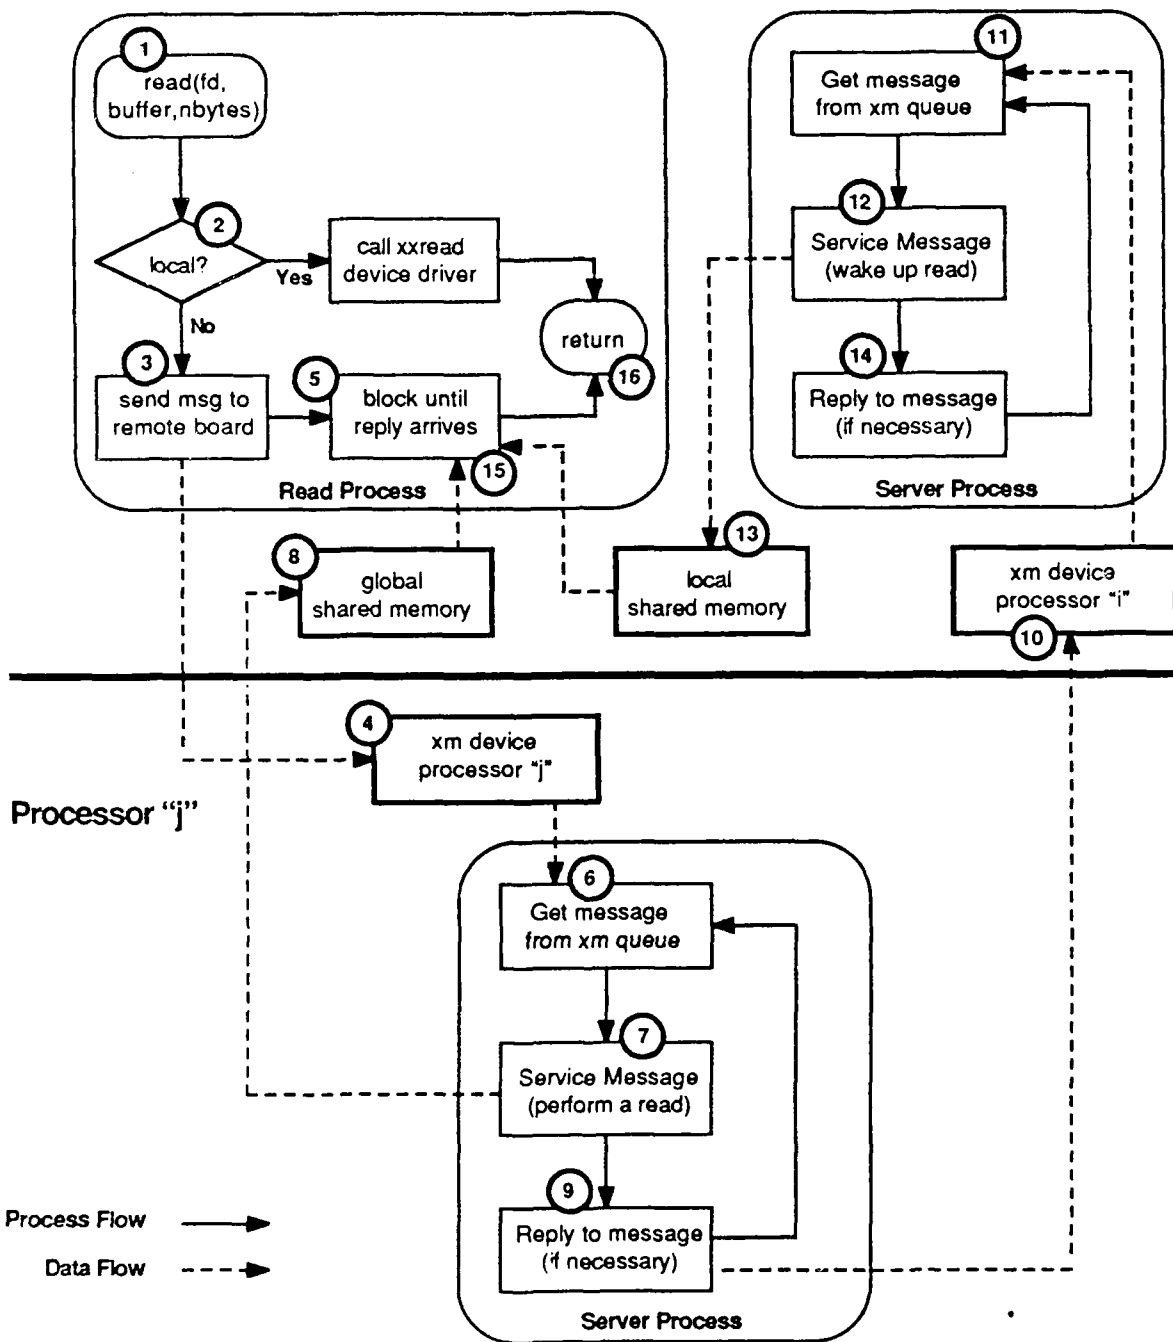 1
read(fd,
buffer,nbytes)
2
local?
Yes
No
call xxread
device driver
return
16
3
send msg to
remote board
5
block until
reply arrives
15
Read Process
11
Get message
from xm queue
12
Service Message
(wake up read)
14
Reply to message
(if necessary)
Server Process
8
global
shared memory
13
local
shared memory
xm device
processor "i"
10
4
xm device
processor "j"
Processor "j"
6
Get message
from xm queue
7
Service Message
(perform a read)
9
Reply to message
(if necessary)
Server Process
Process Flow
Data Flow